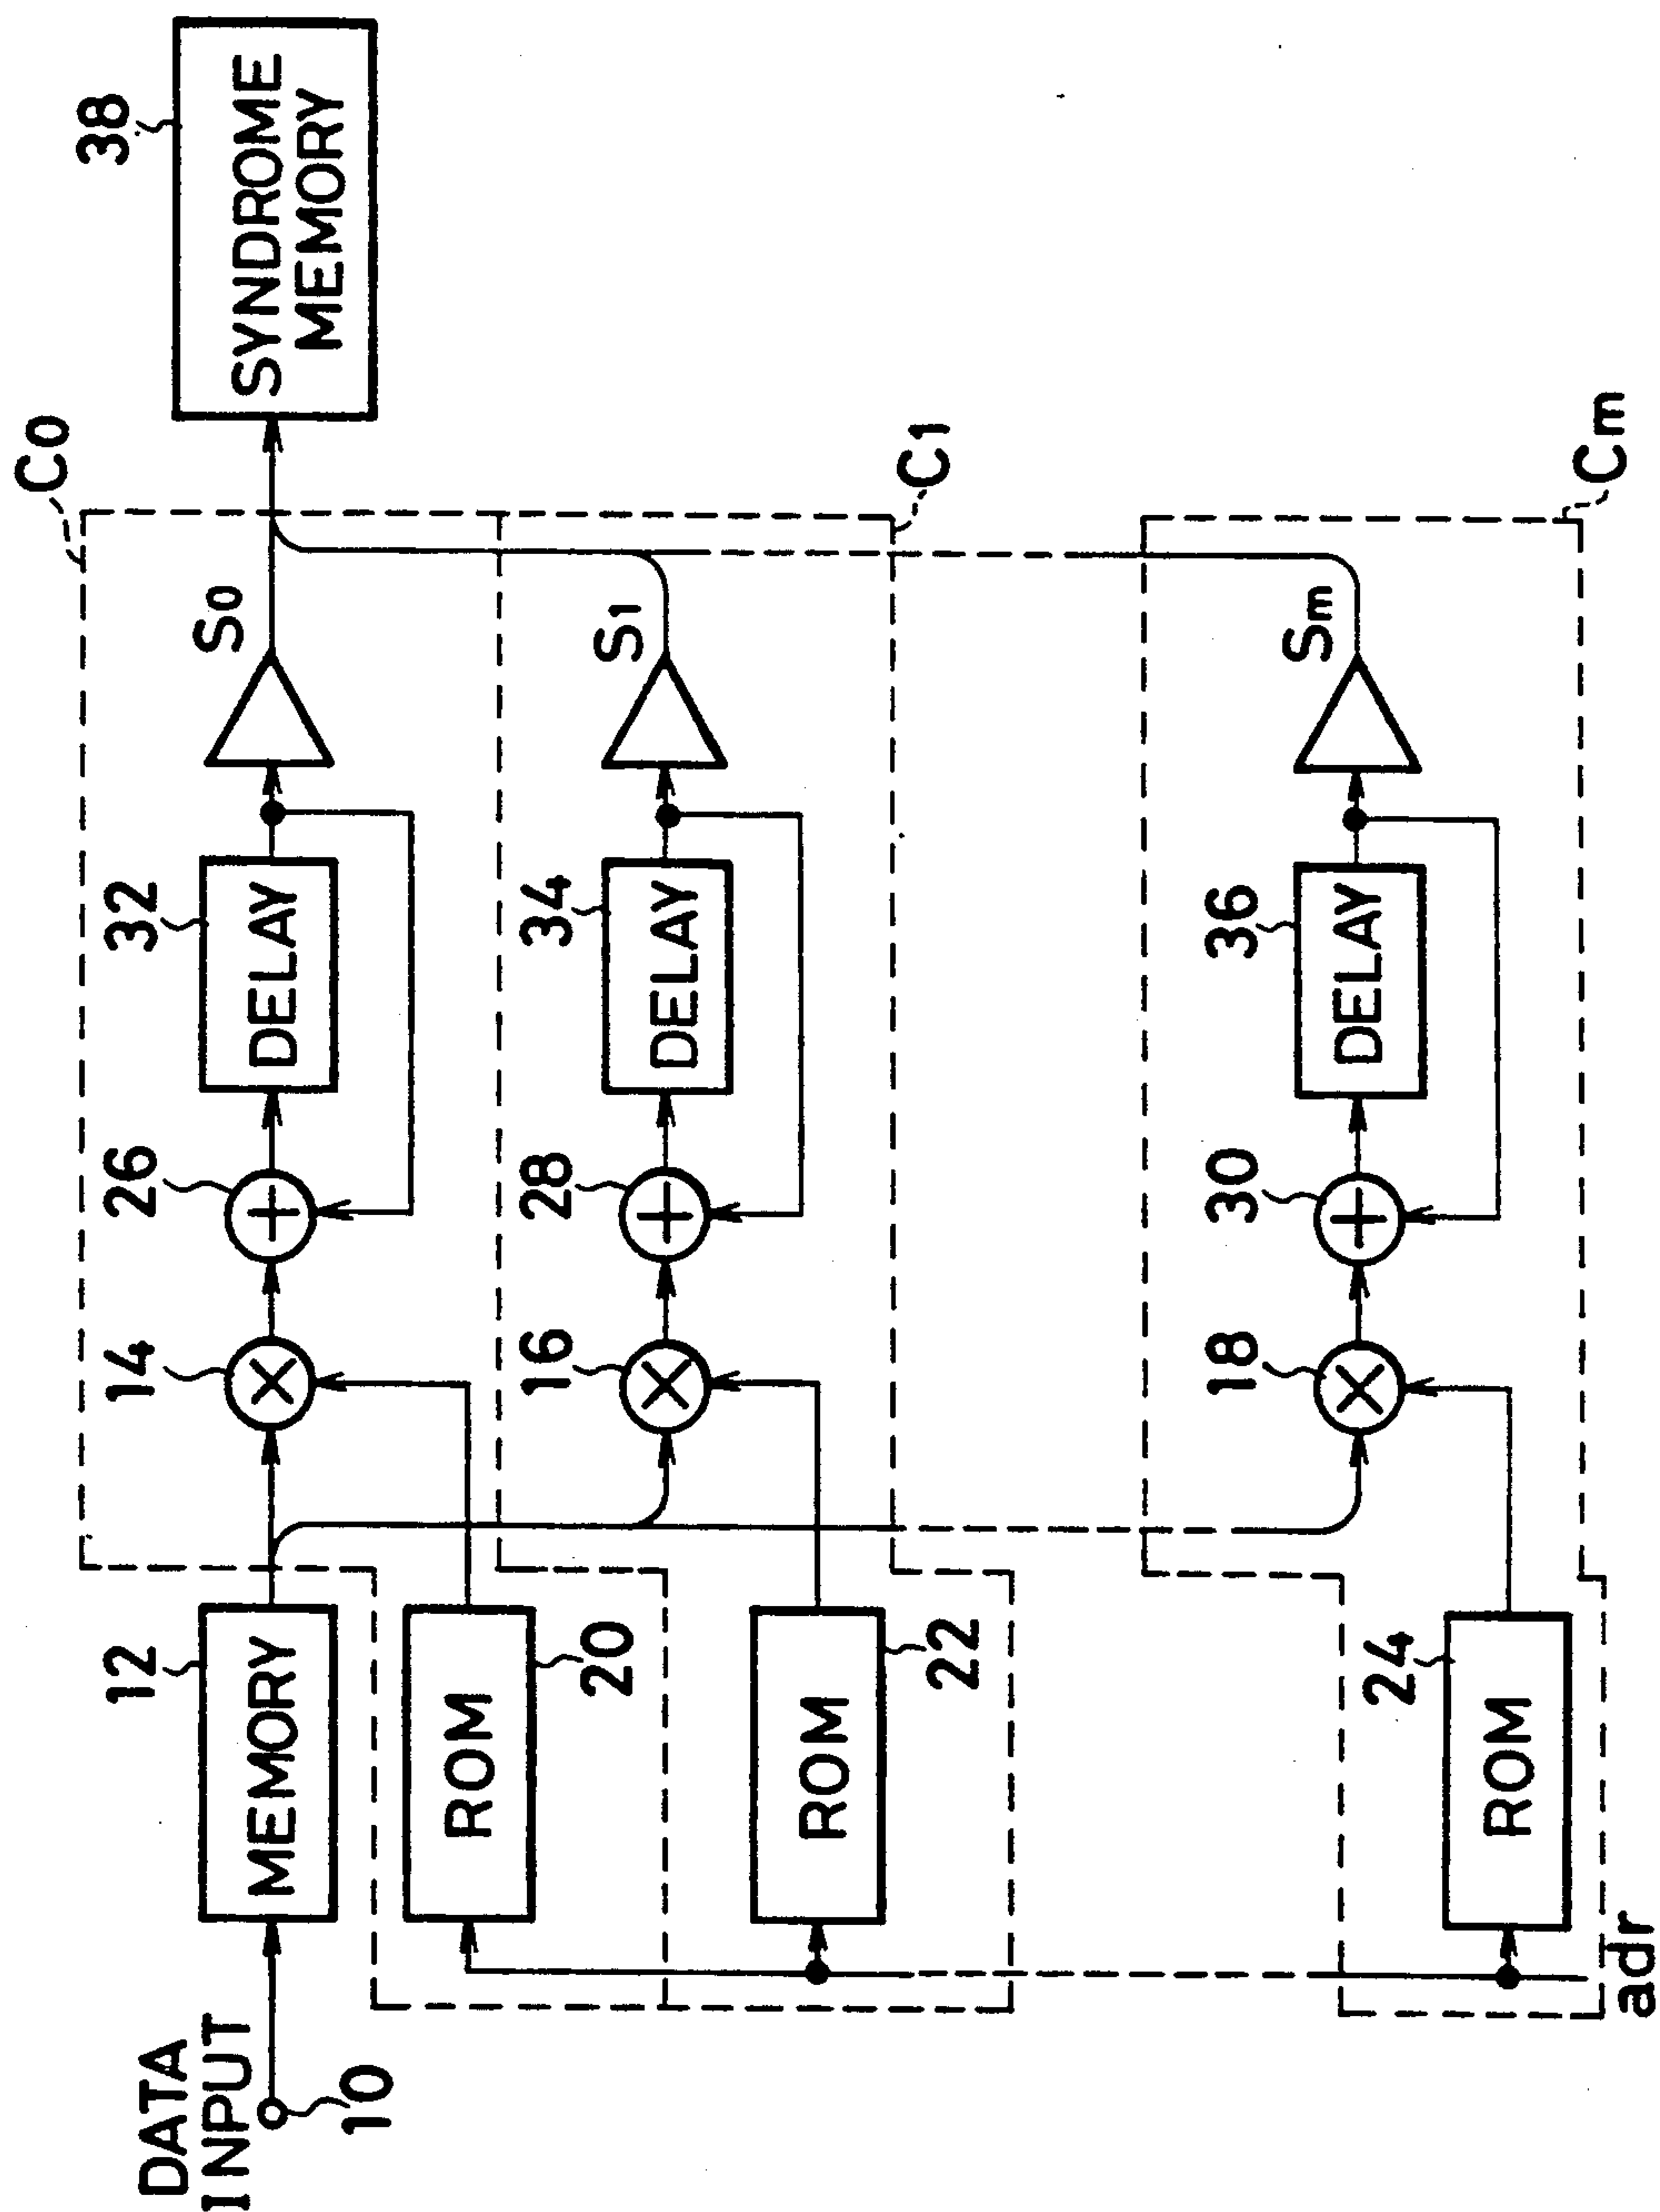 DATA
INPUT
10
12
MEMORY
14
26
32
DELAY
S0
C0
38
SYNDROME
MEMORY
ROM
20
16
28
34
DELAY
S1
C1
ROM
22
18
30
36
DELAY
Sm
Cm
24
ROM
adr